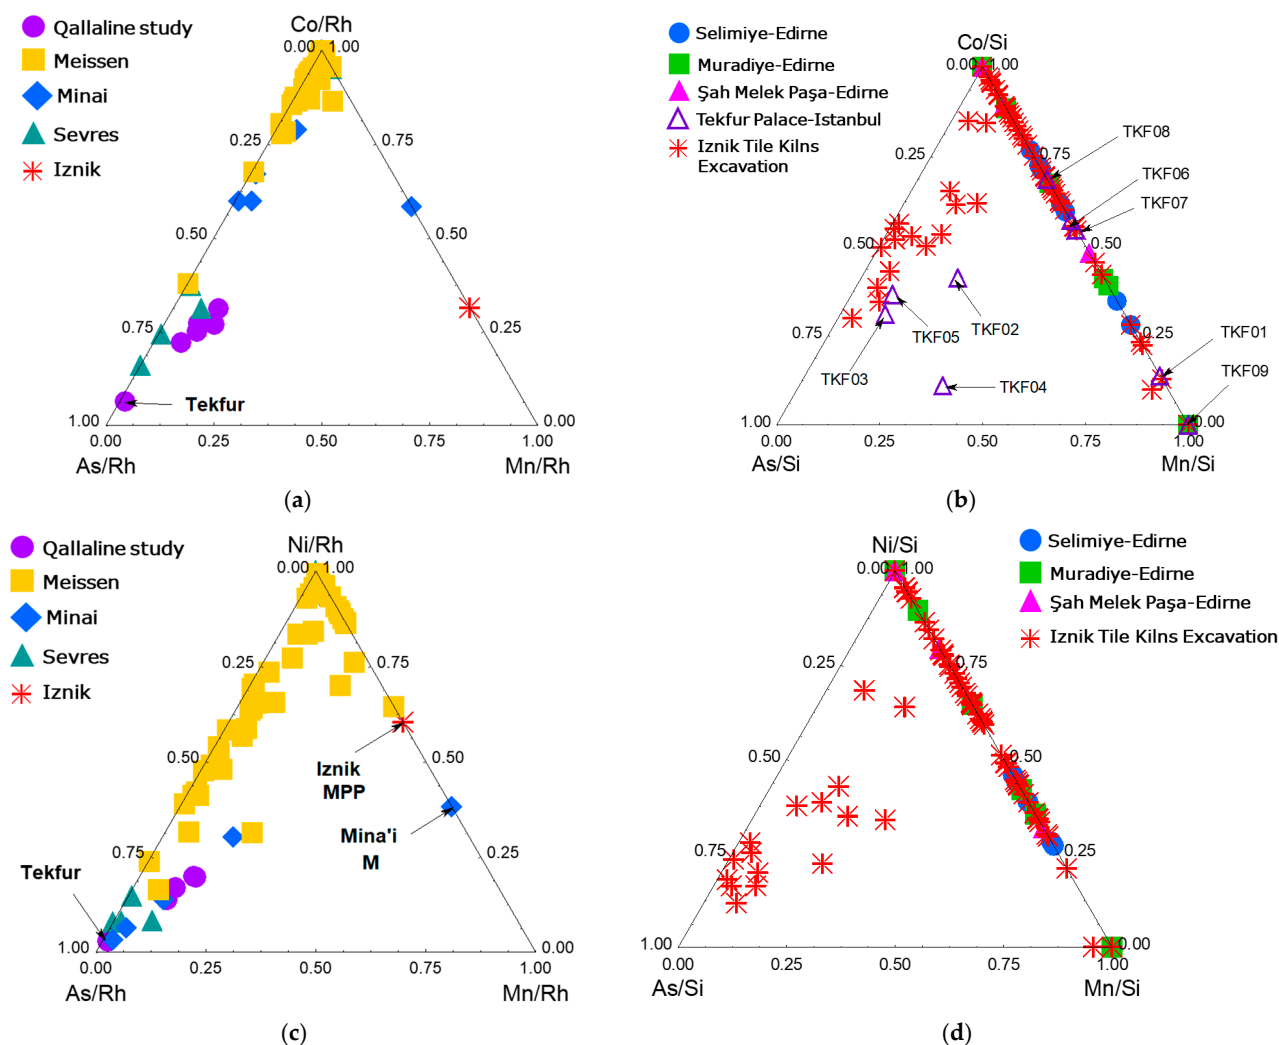 Co/Rh
0.00 1.00
Qallaline study
Meissen
Minai
Sevres
Iznik
0.25
0.75
0.50
0.50
0.75
0.25
Tekfur
1.00
0.00
0.00
0.25
0.50
0.75
1.00
As/Rh
Mn/Rh
(a)
Co/Si
0.00 1.00
Selimiye-Edirne
Muradiye-Edirne
Şah Melek Paşa-Edirne
Tekfur Palace-Istanbul
Iznik Tile Kilns
Excavation
TKF08
0.25
0.75
TKF06
TKF07
0.50
0.50
TKF02
TKF05
0.75
0.25
TKF01
TKF03
TKF04
TKF09
1.00
0.00
0.00
0.25
0.50
0.75
1.00
As/Si
Mn/Si
(b)
Ni/Rh
0.00 1.00
Qallaline study
Meissen
Minai
Sevres
Iznik
0.25
0.75
0.50
0.50
Iznik
MPP
Mina'i
M
0.75
0.25
Tekfur
1.00
0.00
0.00
0.25
0.50
0.75
1.00
As/Rh
Mn/Rh
(c)
Ni/Si
0.00 1.00
Selimiye-Edirne
Muradiye-Edirne
Şah Melek Paşa-Edirne
Iznik Tile Kilns Excavation
0.25
0.75
0.50
0.50
0.75
0.25
1.00
0.00
0.00
0.25
0.50
0.75
1.00
As/Si
Mn/Si
(d)